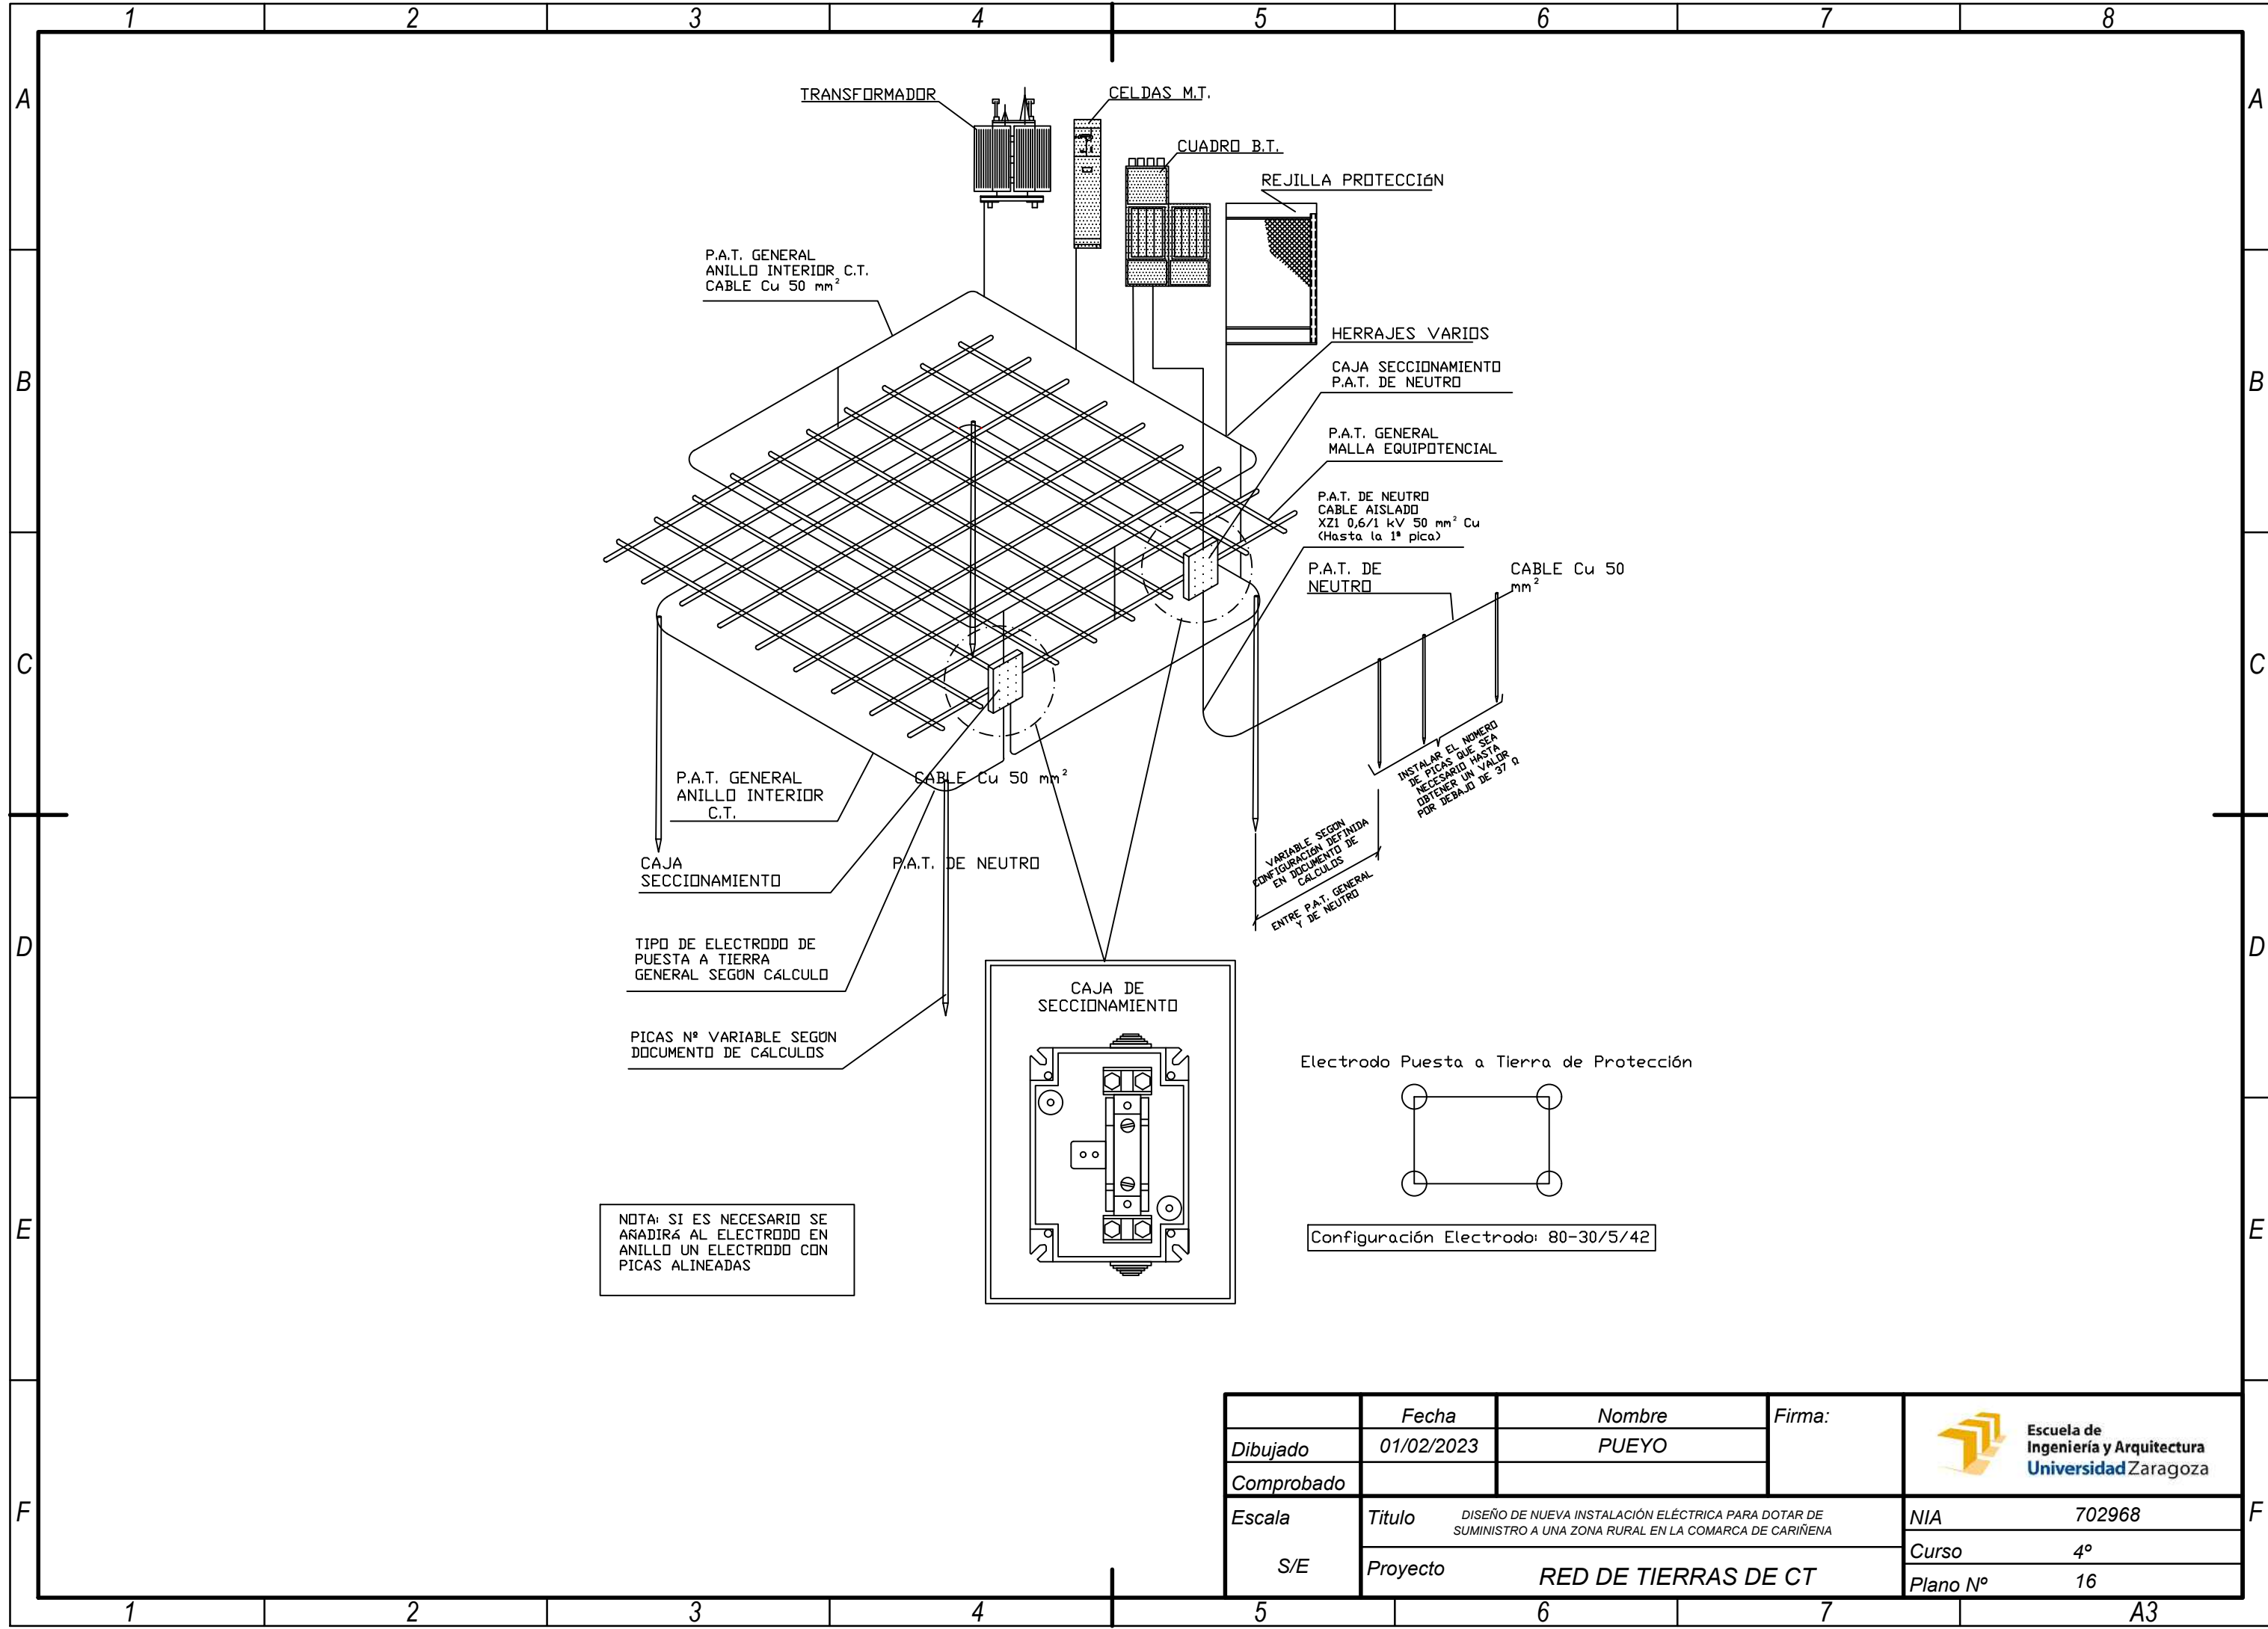 1 2 3 4 5 6 7 8
A A
B B
C C
D D
E E
F F
TRANSFORMADOR
CELDAS M.T.
CUADRO B.T.
REJILLA PROTECCIóN
P.A.T. GENERAL
ANILLO INTERIOR C.T.
CABLE Cu 50 mm²
HERRAJES VARIOS
CAJA SECCIONAMIENTO
P.A.T. DE NEUTRO
P.A.T. GENERAL
MALLA EQUIPOTENCIAL
P.A.T. DE NEUTRO
CABLE AISLADO
XZ1 0,6/1 kV 50 mm² Cu
(Hasta la 1ª pica)
P.A.T. DE
NEUTRO
CABLE Cu 50
mm²
INSTALAR EL NÚMERO
DE PICAS QUE SEA
NECESARIO HASTA
OBTENER UN VALOR
POR DEBAJO DE 37 Ω
VARIABLE SEGÚN
CONFIGURACIÓN DEFINIDA
EN DOCUMENTO DE
CÁLCULOS
ENTRE P.A.T. GENERAL
Y DE NEUTRO
P.A.T. GENERAL
ANILLO INTERIOR
C.T.
CABLE Cu 50 mm²
CAJA
SECCIONAMIENTO
P.A.T. DE NEUTRO
TIPO DE ELECTRODO DE
PUESTA A TIERRA
GENERAL SEGÚN CÁLCULO
PICAS Nº VARIABLE SEGÚN
DOCUMENTO DE CÁLCULOS
CAJA DE
SECCIONAMIENTO
Electrodo Puesta a Tierra de Protección
Configuración Electrodo: 80-30/5/42
NOTA: SI ES NECESARIO SE
AÑADIRÁ AL ELECTRODO EN
ANILLO UN ELECTRODO CON
PICAS ALINEADAS
Fecha Nombre Firma:
Dibujado 01/02/2023 PUEYO
Comprobado
Escuela de
Ingeniería y Arquitectura
Universidad Zaragoza
Escala
S/E
Titulo
DISEÑO DE NUEVA INSTALACIÓN ELÉCTRICA PARA DOTAR DE
SUMINISTRO A UNA ZONA RURAL EN LA COMARCA DE CARIÑENA
Proyecto RED DE TIERRAS DE CT
NIA 702968
Curso 4º
Plano Nº 16
1 2 3 4 5 6 7 A3